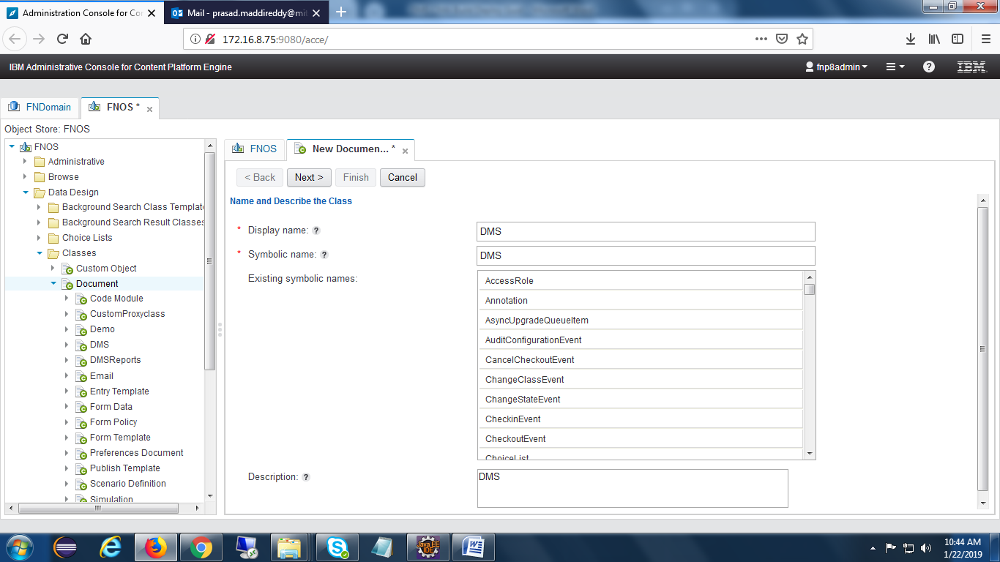 Administration Console for Con
Mail - prasad.maddireddy@mit
172.16.8.75:9080/acce/
IBM Administrative Console for Content Platform Engine
fnp8admin
IBM
FNDomain
FNOS *
Object Store: FNOS
FNOS
Administrative
Browse
Data Design
Background Search Class Templat
Background Search Result Classes
Choice Lists
Classes
Custom Object
Document
Code Module
CustomProxyclass
Demo
DMS
DMSReports
Email
Entry Template
Form Data
Form Policy
Form Template
Preferences Document
Publish Template
Scenario Definition
Simulation
FNOS
New Documen... *
< Back
Next >
Finish
Cancel
Name and Describe the Class
* Display name: ?
DMS
* Symbolic name: ?
DMS
Existing symbolic names:
AccessRole
Annotation
AsyncUpgradeQueueItem
AuditConfigurationEvent
CancelCheckoutEvent
ChangeClassEvent
ChangeStateEvent
CheckinEvent
CheckoutEvent
ChoiceList
Description: ?
DMS
Java EE
IDE
10:44 AM
1/22/2019